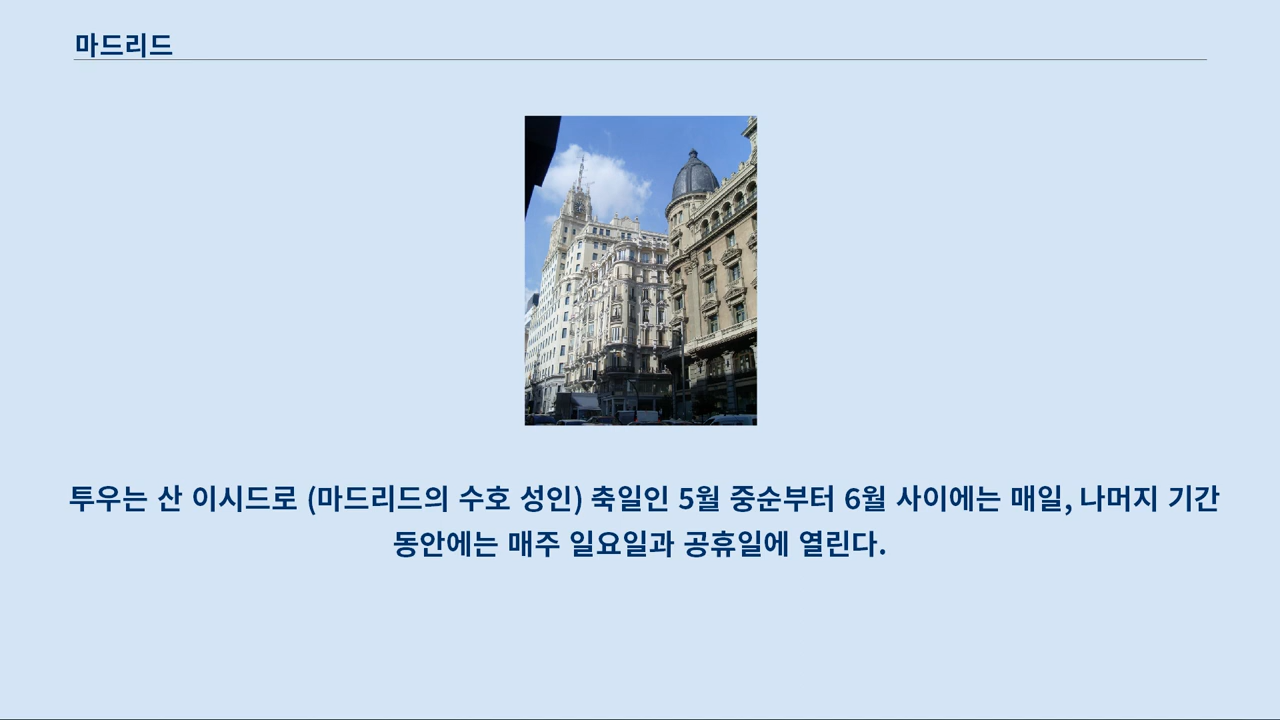 마드리드
투우는 산 이시드로 (마드리드의 수호 성인) 축일인 5월 중순부터 6월 사이에는 매일, 나머지 기간
동안에는 매주 일요일과 공휴일에 열린다.